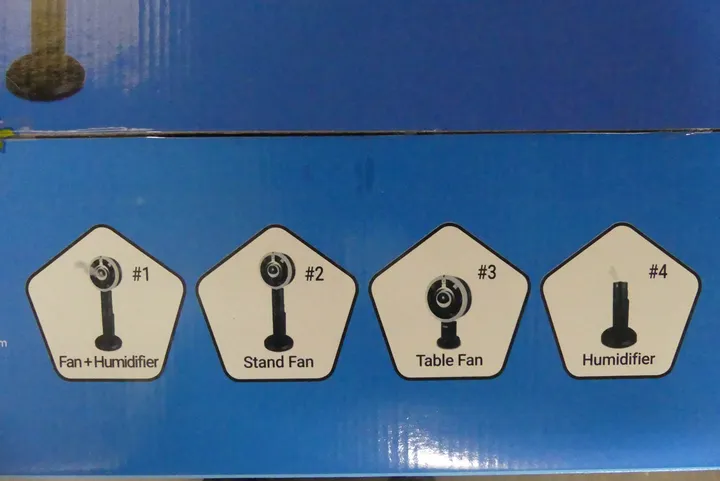 #1
Fan + Humidifier
#2
Stand Fan
#3
Table Fan
#4
Humidifier
m